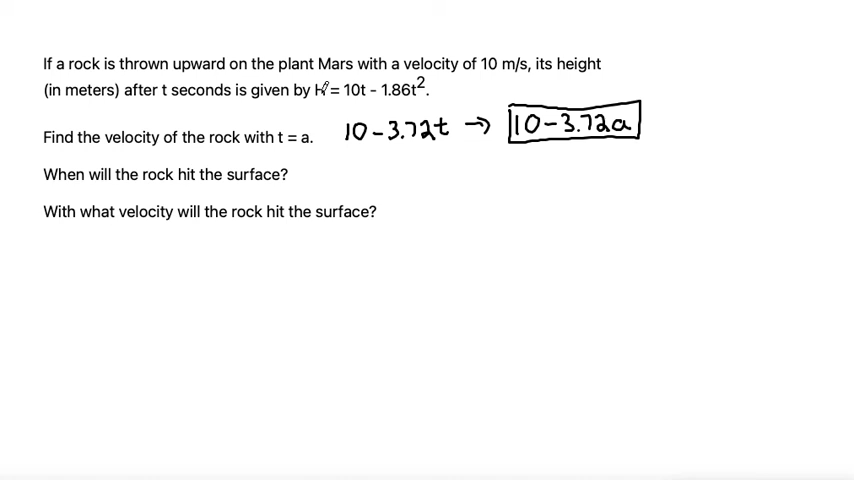 If a rock is thrown upward on the plant Mars with a velocity of 10 m/s, its height
(in meters) after t seconds is given by H = 10t - 1.86t².
Find the velocity of the rock with t = a. 10-3.72t → 10-3.72a
When will the rock hit the surface?
With what velocity will the rock hit the surface?